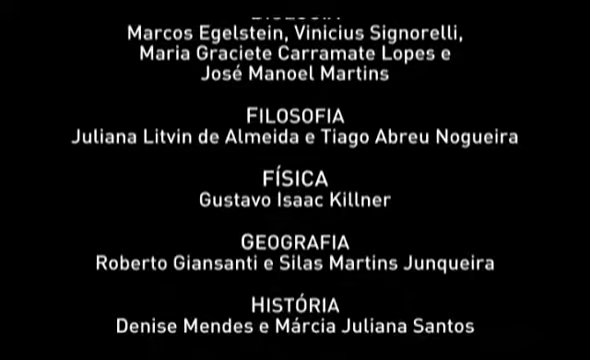 Marcos Egelstein, Vinicius Signorelli,
Maria Graciete Carramate Lopes e
José Manoel Martins
FILOSOFIA
Juliana Litvin de Almeida e Tiago Abreu Nogueira
FÍSICA
Gustavo Isaac Killner
GEOGRAFIA
Roberto Giansanti e Silas Martins Junqueira
HISTÓRIA
Denise Mendes e Márcia Juliana Santos